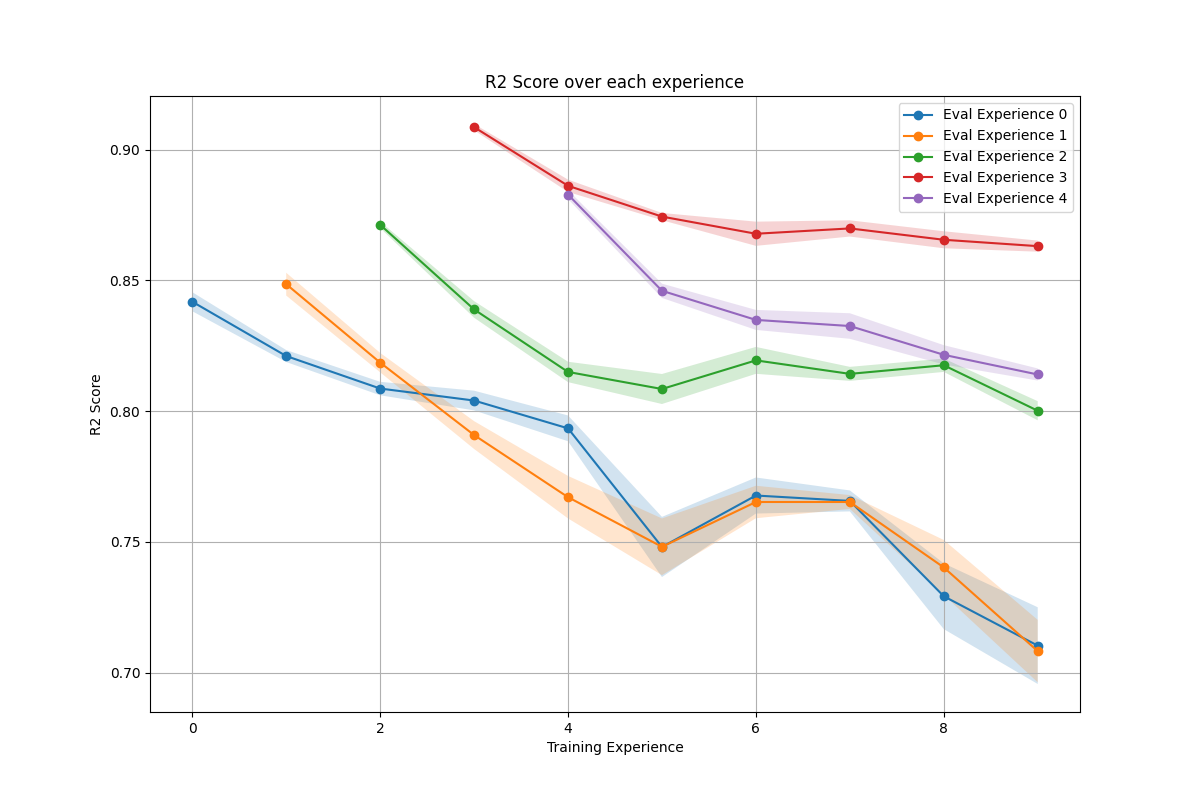 R2 Score over each experience
Eval Experience 0
Eval Experience 1
Eval Experience 2
Eval Experience 3
Eval Experience 4
R2 Score
0.90
0.85
0.80
0.75
0.70
0 2 4 6 8
Training Experience